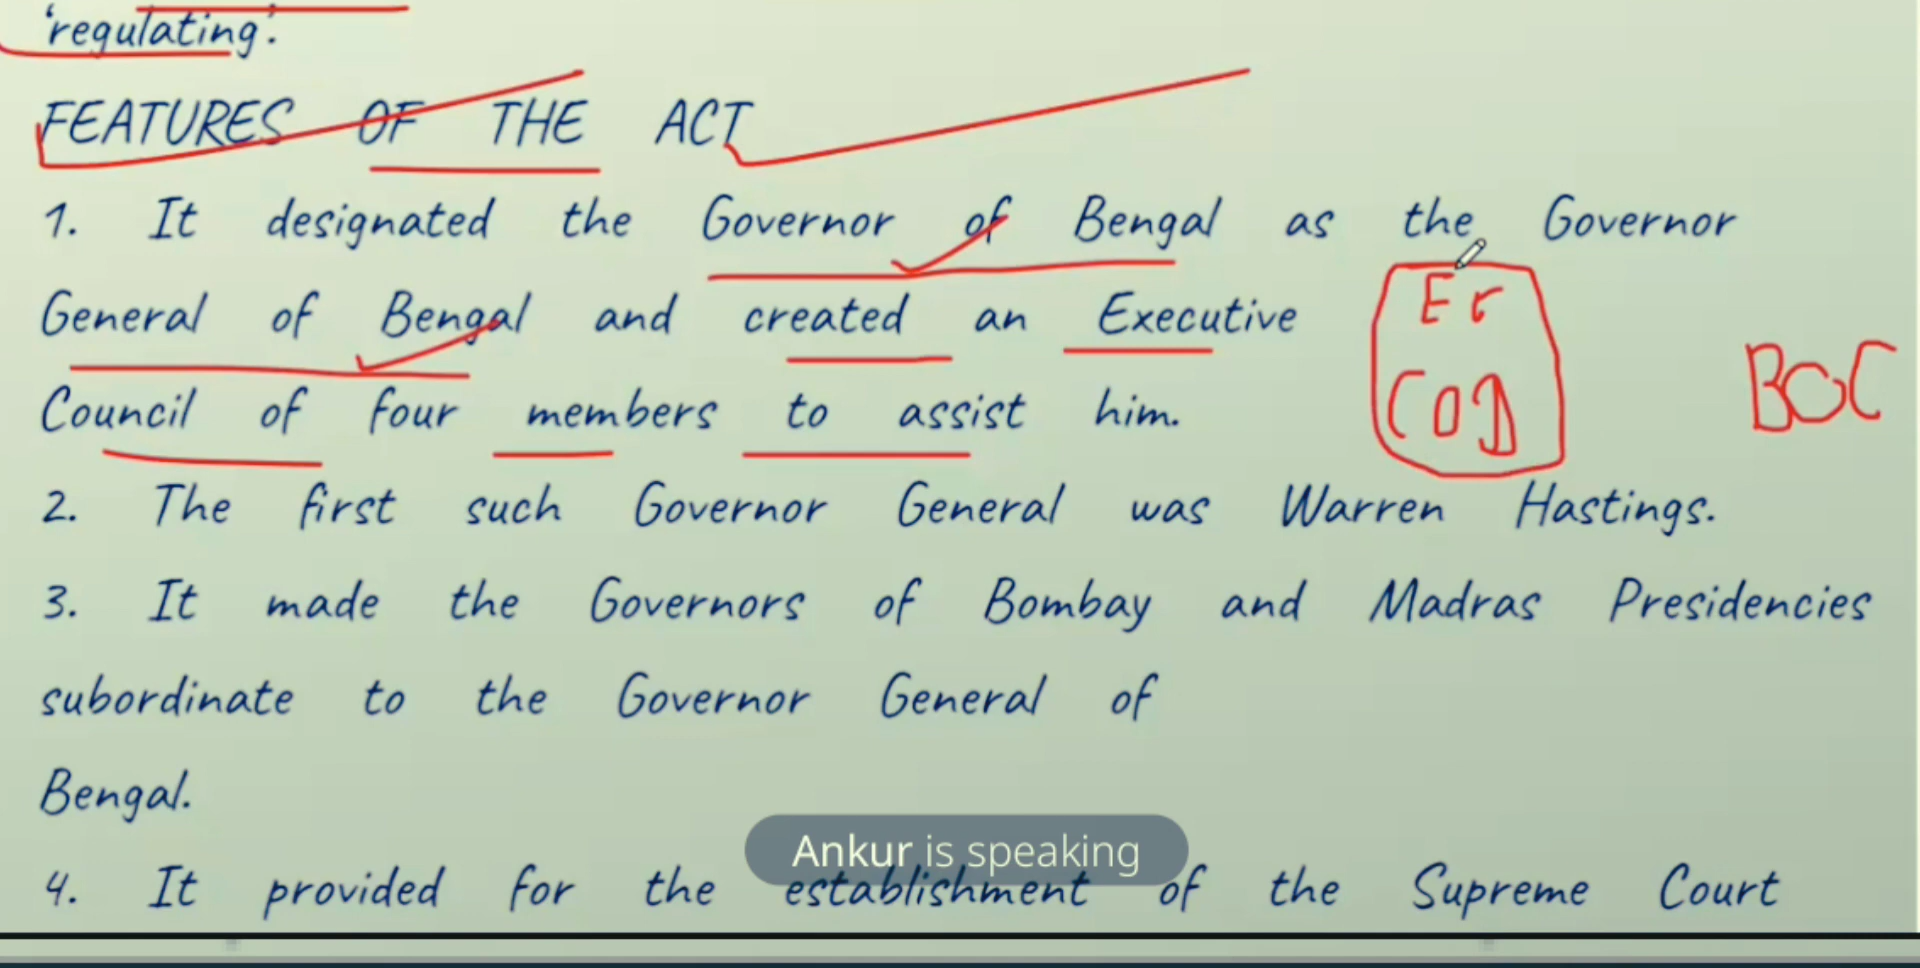 'regulating'.
FEATURES OF THE ACT
1. It designated the Governor of Bengal as the Governor
General of Bengal and created an Executive
Council of four members to assist him.
BOC
2. The first such Governor General was Warren Hastings.
3. It made the Governors of Bombay and Madras Presidencies
subordinate to the Governor General of
Bengal.
Ankur is speaking
4. It provided for the establishment of the Supreme Court